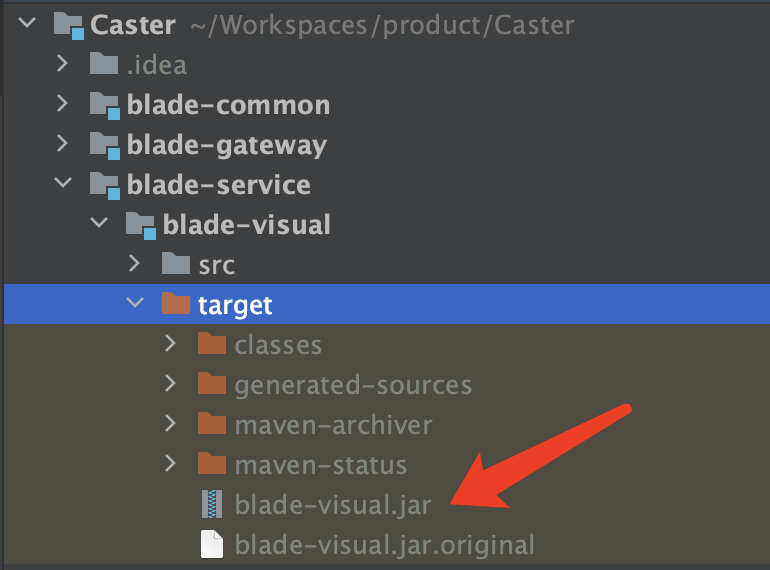 Caster ~/Workspaces/product/Caster
.idea
blade-common
blade-gateway
blade-service
blade-visual
src
target
classes
generated-sources
maven-archiver
maven-status
blade-visual.jar
blade-visual.jar.original